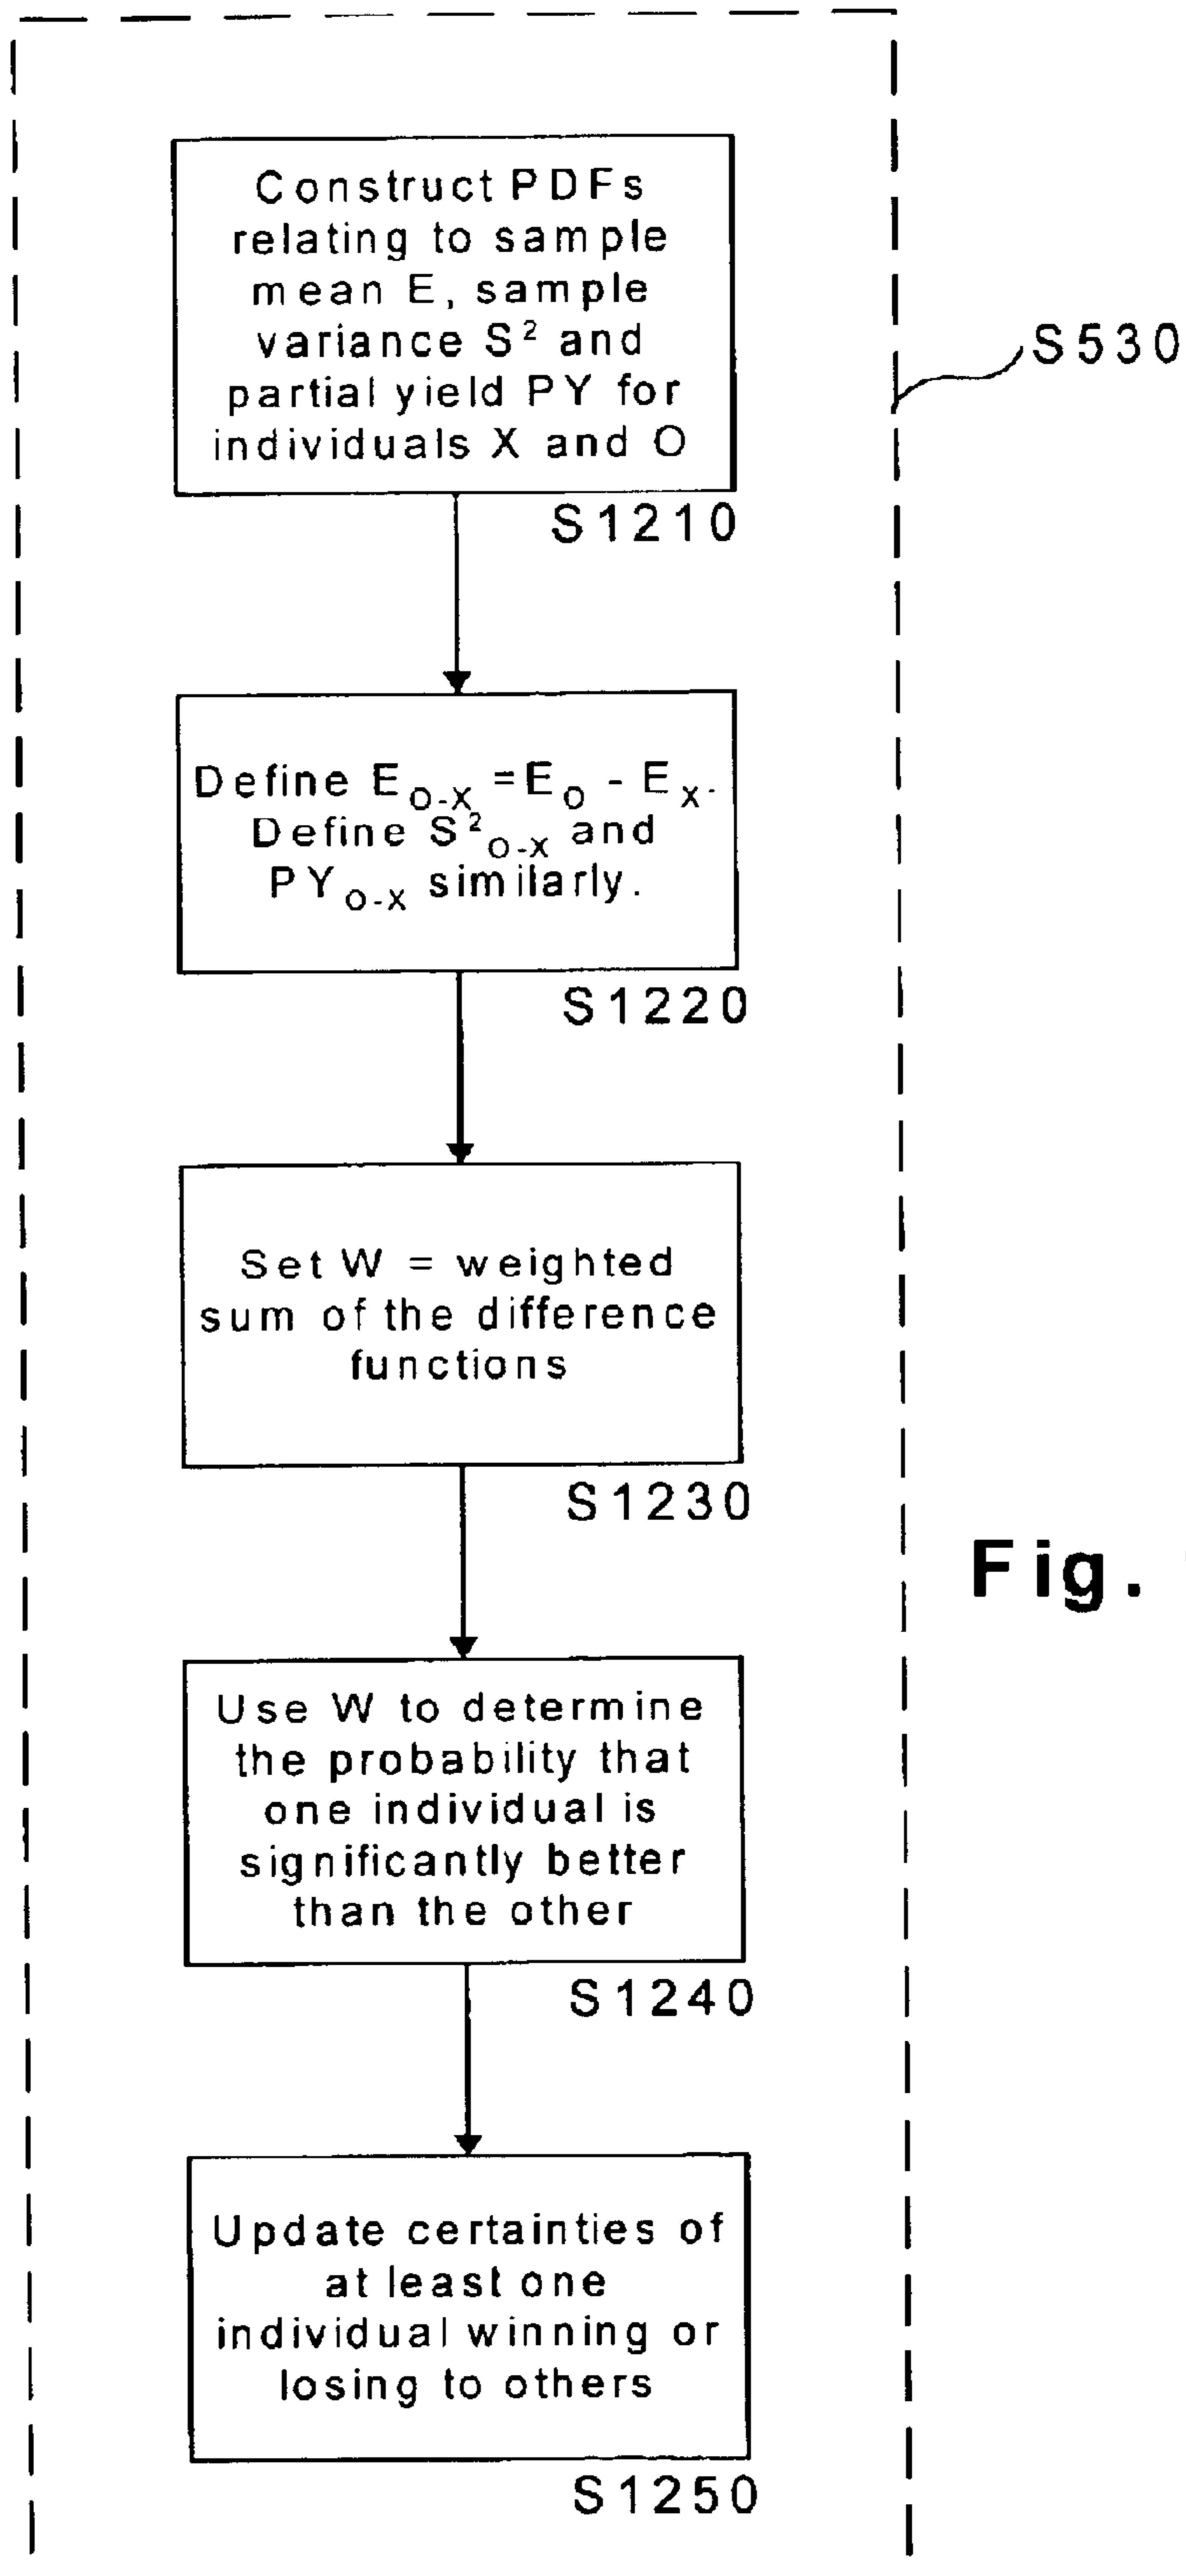 Construct PDFs
relating to sample
mean E, sample
variance S² and
partial yield PY for
individuals X and O
S530
S1210
Define E_O-X = E_O - E_X.
Define S²_O-X and
PY_O-X similarly.
S1220
Set W = weighted
sum of the difference
functions
S1230
Fig.
Use W to determine
the probability that
one individual is
significantly better
than the other
S1240
Update certainties of
at least one
individual winning or
losing to others
S1250